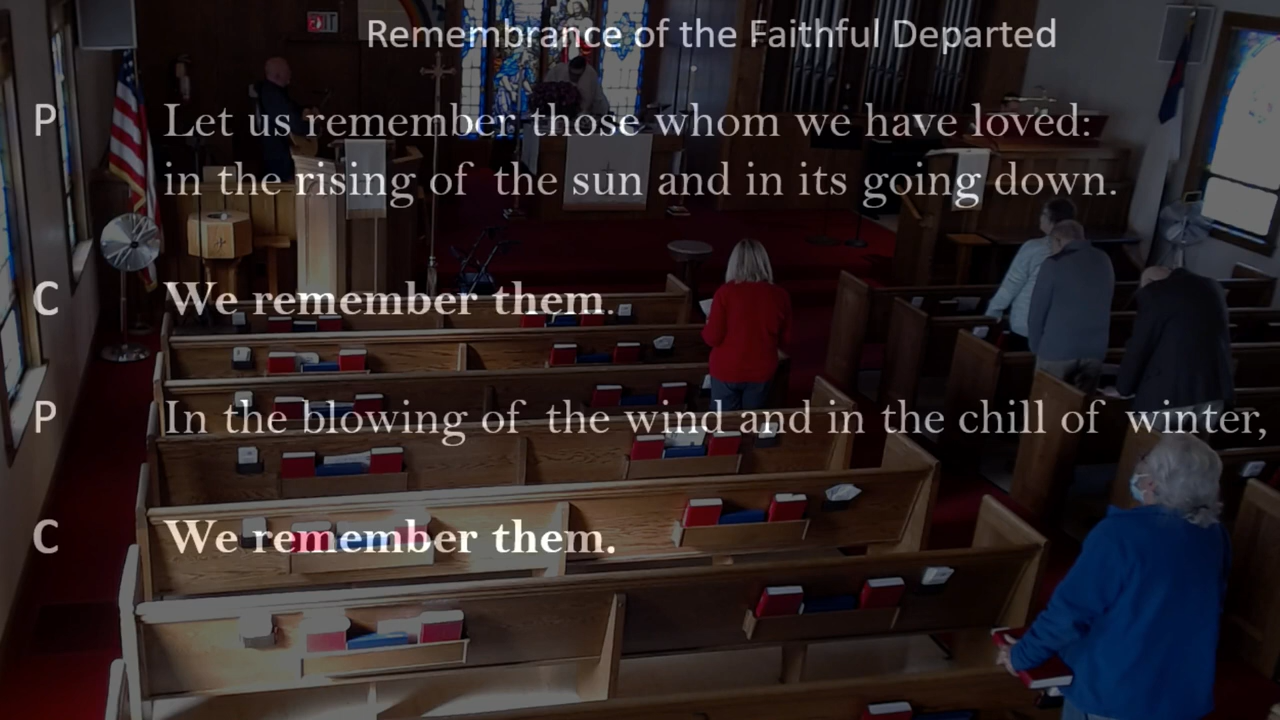 Remembrance of the Faithful Departed
P Let us remember those whom we have loved:
in the rising of the sun and in its going down.
C We remember them.
P In the blowing of the wind and in the chill of winter,
C We remember them.
EXIT